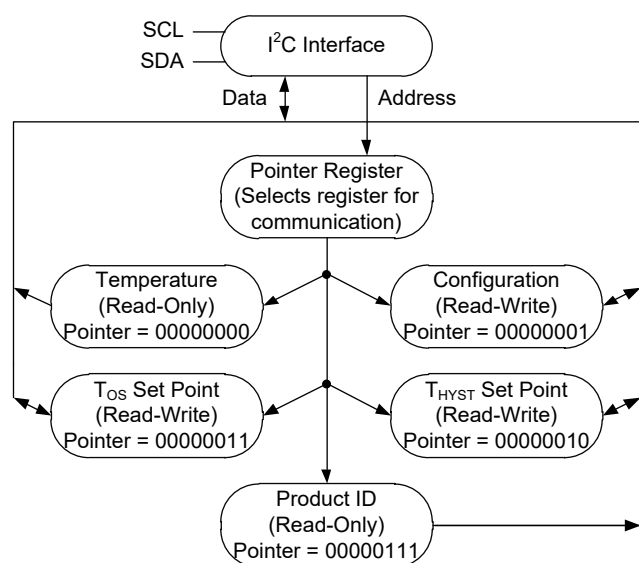 SCL
I²C Interface
SDA
Data
Address
Pointer Register
(Selects register for
communication)
Temperature
(Read-Only)
Pointer = 00000000
Configuration
(Read-Write)
Pointer = 00000001
TOS Set Point
(Read-Write)
Pointer = 00000011
THYST Set Point
(Read-Write)
Pointer = 00000010
Product ID
(Read-Only)
Pointer = 00000111